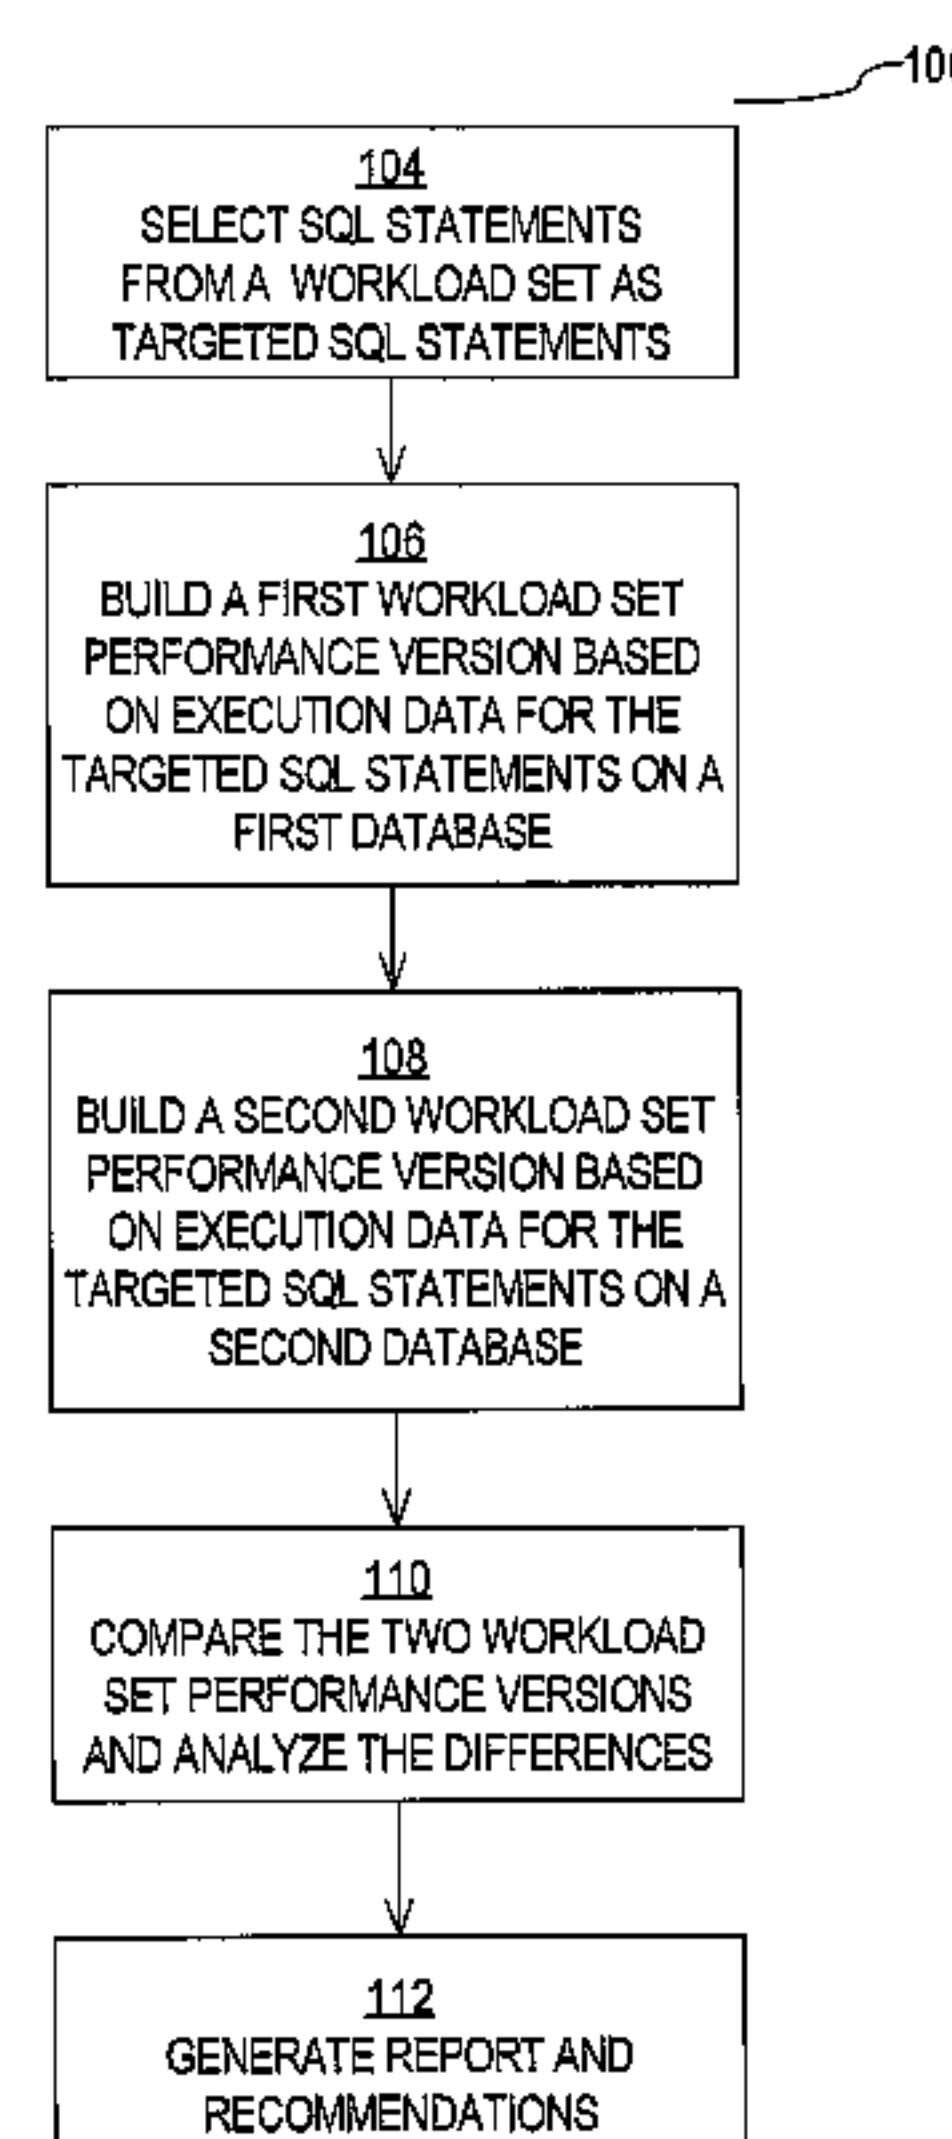 104
SELECT SQL STATEMENTS
FROM A WORKLOAD SET AS
TARGETED SQL STATEMENTS
106
BUILD A FIRST WORKLOAD SET
PERFORMANCE VERSION BASED
ON EXECUTION DATA FOR THE
TARGETED SQL STATEMENTS ON A
FIRST DATABASE
108
BUILD A SECOND WORKLOAD SET
PERFORMANCE VERSION BASED
ON EXECUTION DATA FOR THE
TARGETED SQL STATEMENTS ON A
SECOND DATABASE
110
COMPARE THE TWO WORKLOAD
SET PERFORMANCE VERSIONS
AND ANALYZE THE DIFFERENCES
112
GENERATE REPORT AND
RECOMMENDATIONS